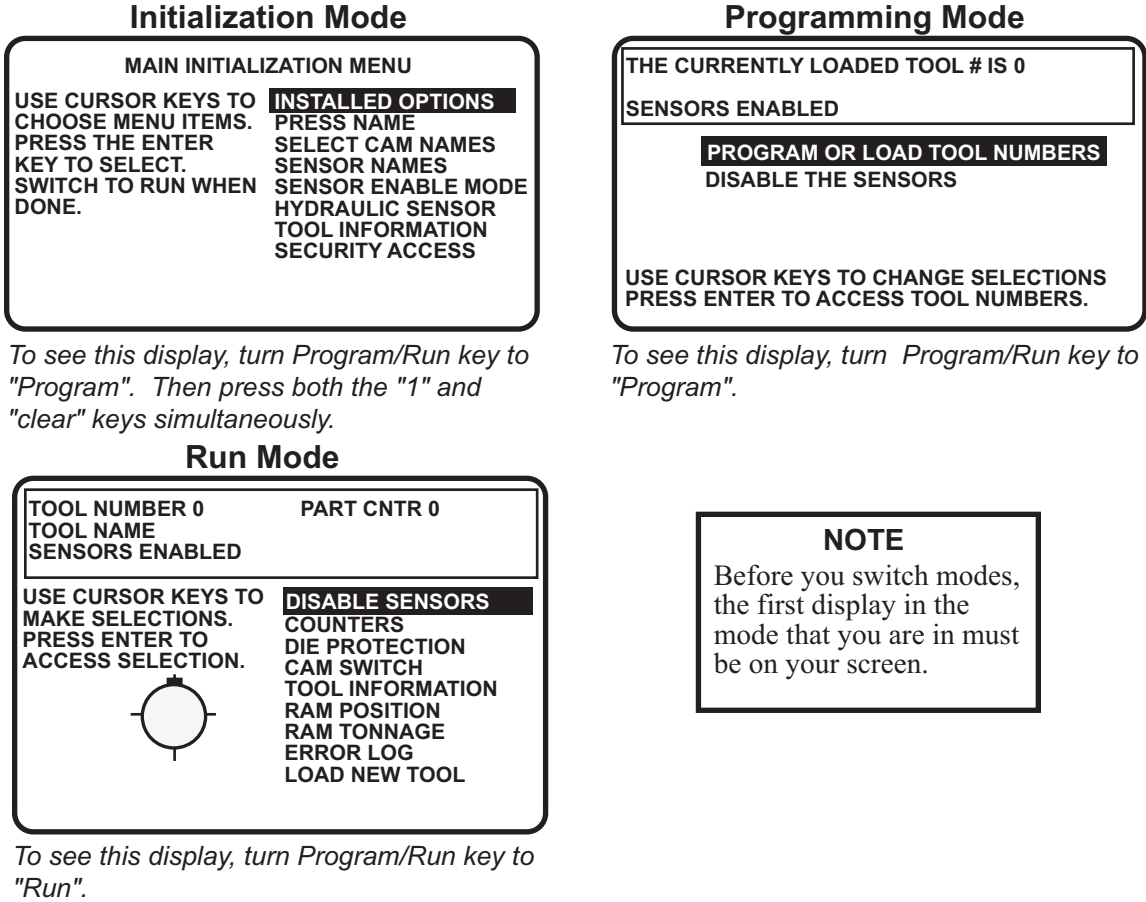 Initialization Mode
MAIN INITIALIZATION MENU
USE CURSOR KEYS TO
CHOOSE MENU ITEMS.
PRESS THE ENTER
KEY TO SELECT.
SWITCH TO RUN WHEN
DONE.
INSTALLED OPTIONS
PRESS NAME
SELECT CAM NAMES
SENSOR NAMES
SENSOR ENABLE MODE
HYDRAULIC SENSOR
TOOL INFORMATION
SECURITY ACCESS
To see this display, turn Program/Run key to
"Program". Then press both the "1" and
"clear" keys simultaneously.
Programming Mode
THE CURRENTLY LOADED TOOL # IS 0
SENSORS ENABLED
PROGRAM OR LOAD TOOL NUMBERS
DISABLE THE SENSORS
USE CURSOR KEYS TO CHANGE SELECTIONS
PRESS ENTER TO ACCESS TOOL NUMBERS.
To see this display, turn Program/Run key to
"Program".
Run Mode
TOOL NUMBER 0 PART CNTR 0
TOOL NAME
SENSORS ENABLED
USE CURSOR KEYS TO
MAKE SELECTIONS.
PRESS ENTER TO
ACCESS SELECTION.
DISABLE SENSORS
COUNTERS
DIE PROTECTION
CAM SWITCH
TOOL INFORMATION
RAM POSITION
RAM TONNAGE
ERROR LOG
LOAD NEW TOOL
To see this display, turn Program/Run key to
"Run".
NOTE
Before you switch modes,
the first display in the
mode that you are in must
be on your screen.